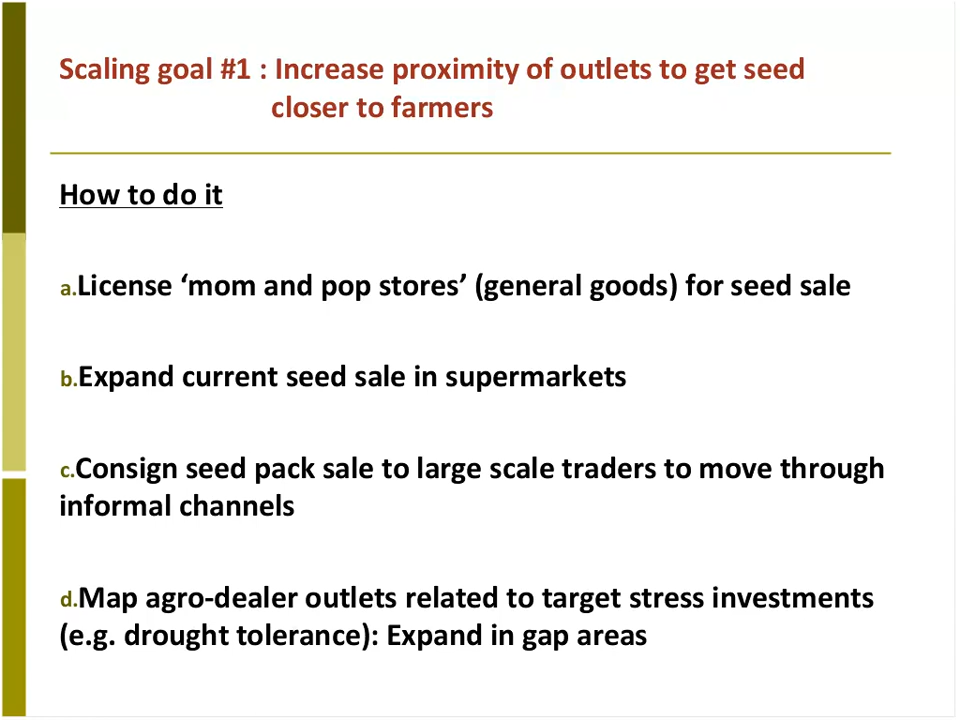 Scaling goal #1 : Increase proximity of outlets to get seed
closer to farmers
How to do it
a.License ‘mom and pop stores’ (general goods) for seed sale
b.Expand current seed sale in supermarkets
c.Consign seed pack sale to large scale traders to move through
informal channels
d.Map agro-dealer outlets related to target stress investments
(e.g. drought tolerance): Expand in gap areas